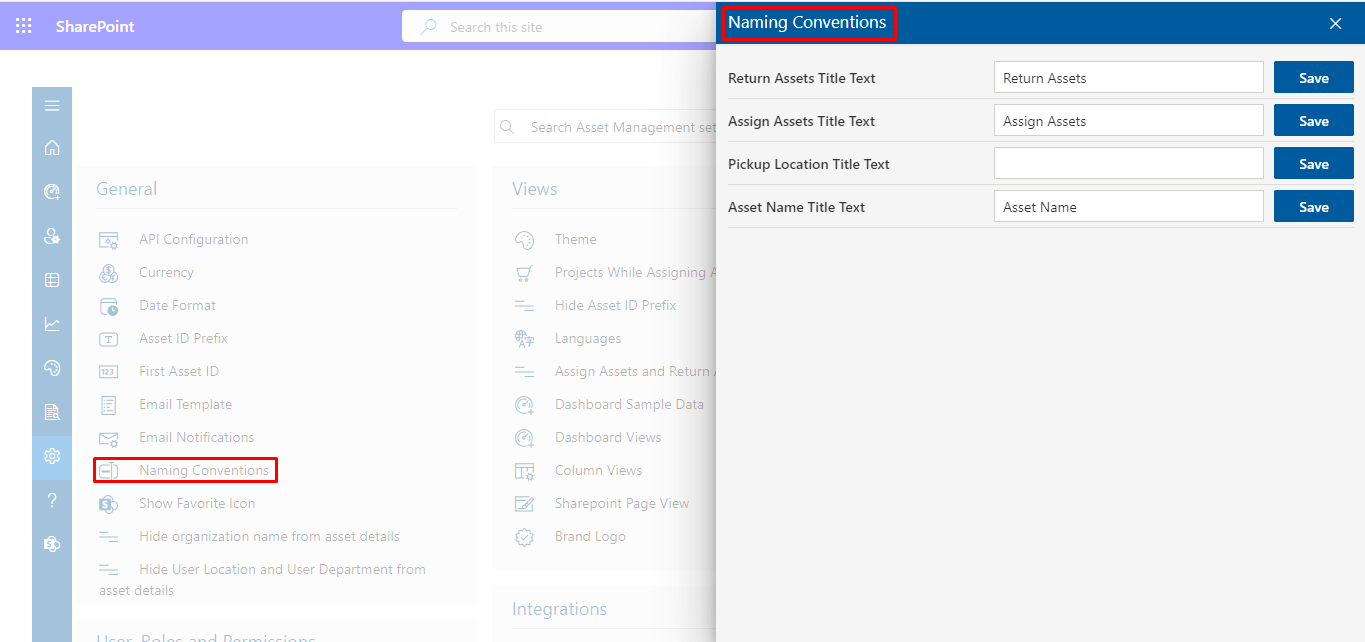 SharePoint
Search this site
Search Asset Management set
General
API Configuration
Currency
Date Format
T
Asset ID Prefix
123
First Asset ID
Email Template
Email Notifications
Naming Conventions
S
Show Favorite Icon
Hide organization name from asset details
Hide User Location and User Department from
asset details
User, Roles and Permissions
Views
Theme
Projects While Assigning A
Hide Asset ID Prefix
Languages
Assign Assets and Return A
Dashboard Sample Data
Dashboard Views
Column Views
Sharepoint Page View
Brand Logo
Integrations
Naming Conventions
Return Assets Title Text
Return Assets
Save
Assign Assets Title Text
Assign Assets
Save
Pickup Location Title Text
Save
Asset Name Title Text
Asset Name
Save